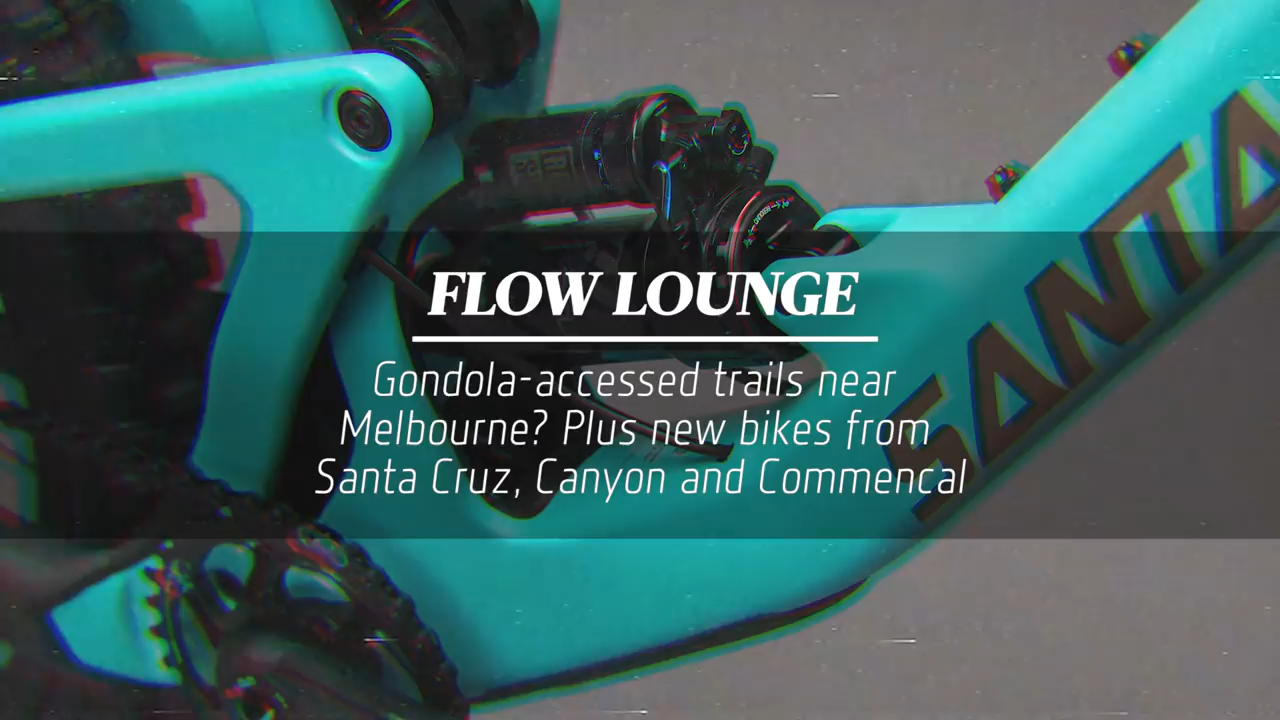 FLOW LOUNGE
Gondola-accessed trails near
Melbourne? Plus new bikes from
Santa Cruz, Canyon and Commencal
SANTA